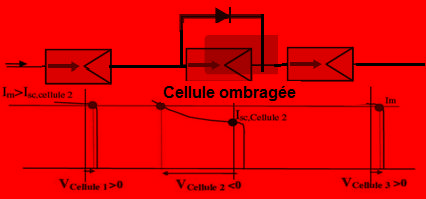 Cellule ombragée
Im>Isc,cellule 2
Im
Isc,Cellule 2
VCellule 1>0
VCellule 2<0
VCellule 3>0